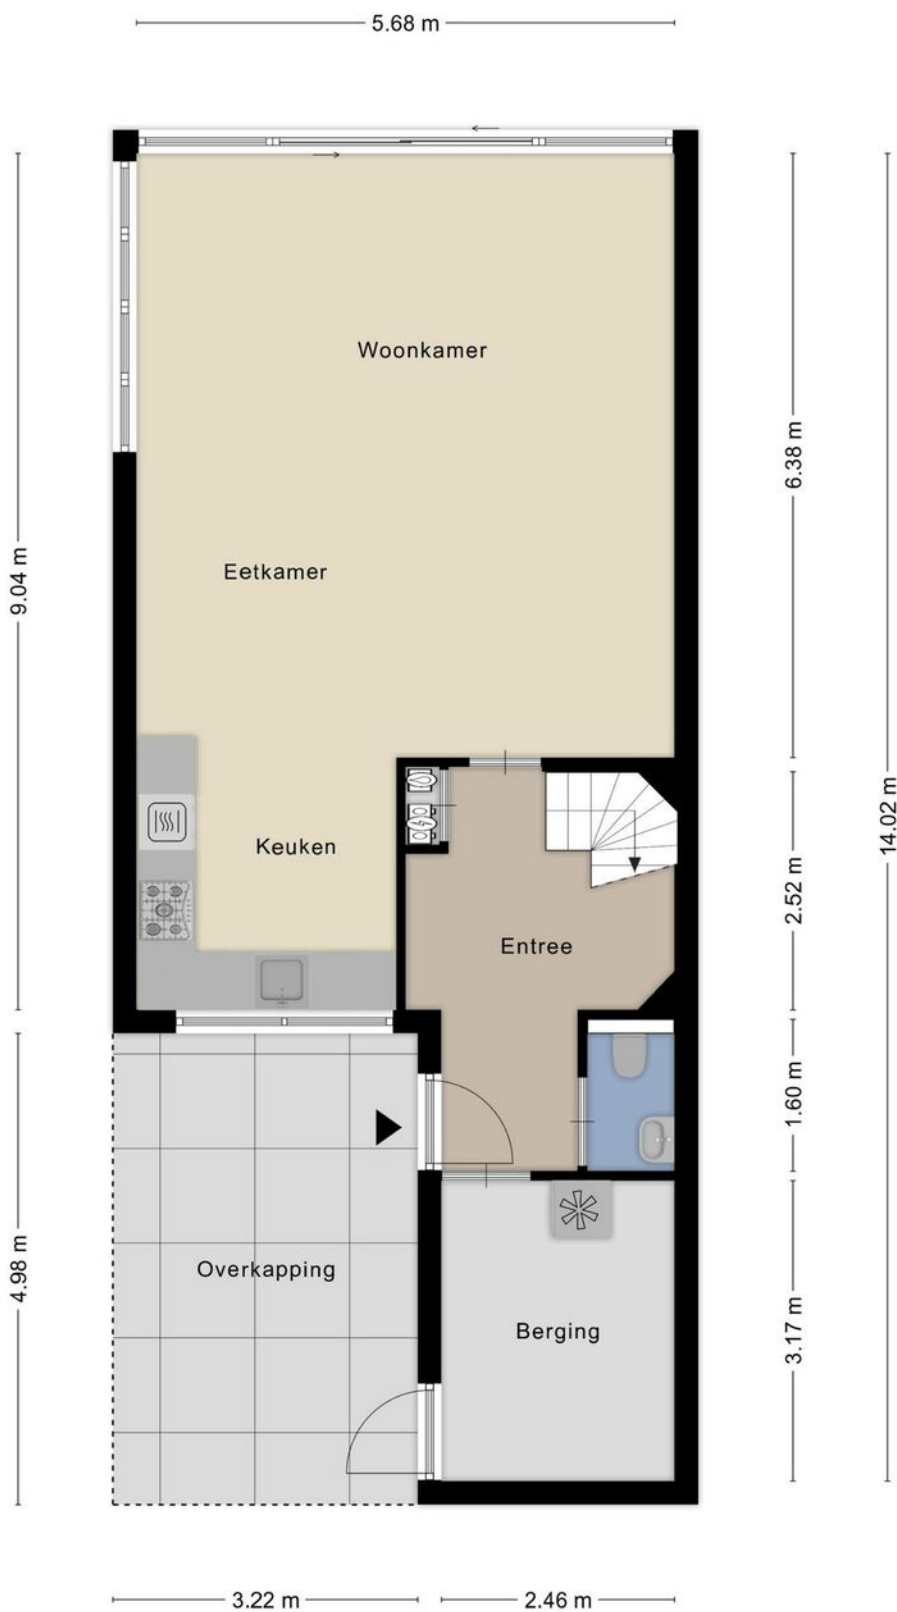 5.68 m
Woonkamer
6.38 m
Eetkamer
9.04 m
Keuken
14.02 m
2.52 m
Entree
1.60 m
4.98 m
Overkapping
Berging
3.17 m
3.22 m
2.46 m